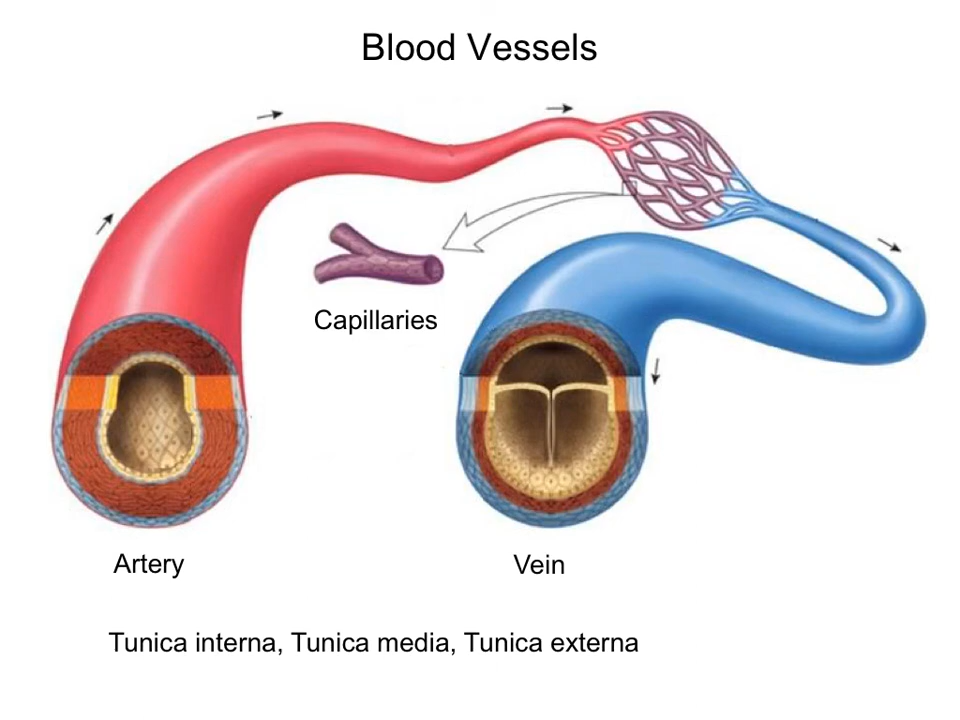 Blood Vessels
Capillaries
Artery
Vein
Tunica interna, Tunica media, Tunica externa